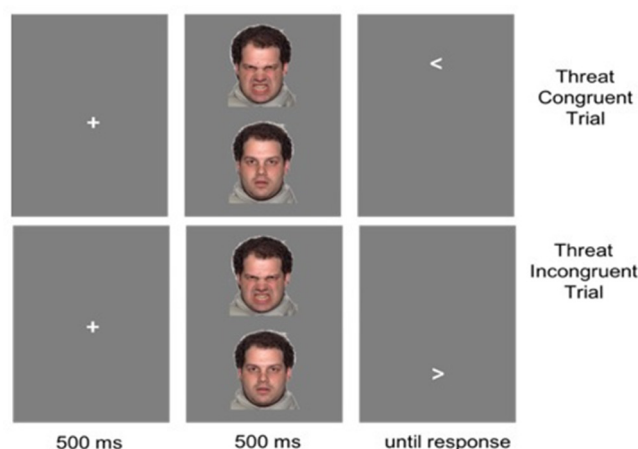 +
<
Threat
Congruent
Trial
+
>
Threat
Incongruent
Trial
500 ms
500 ms
until response